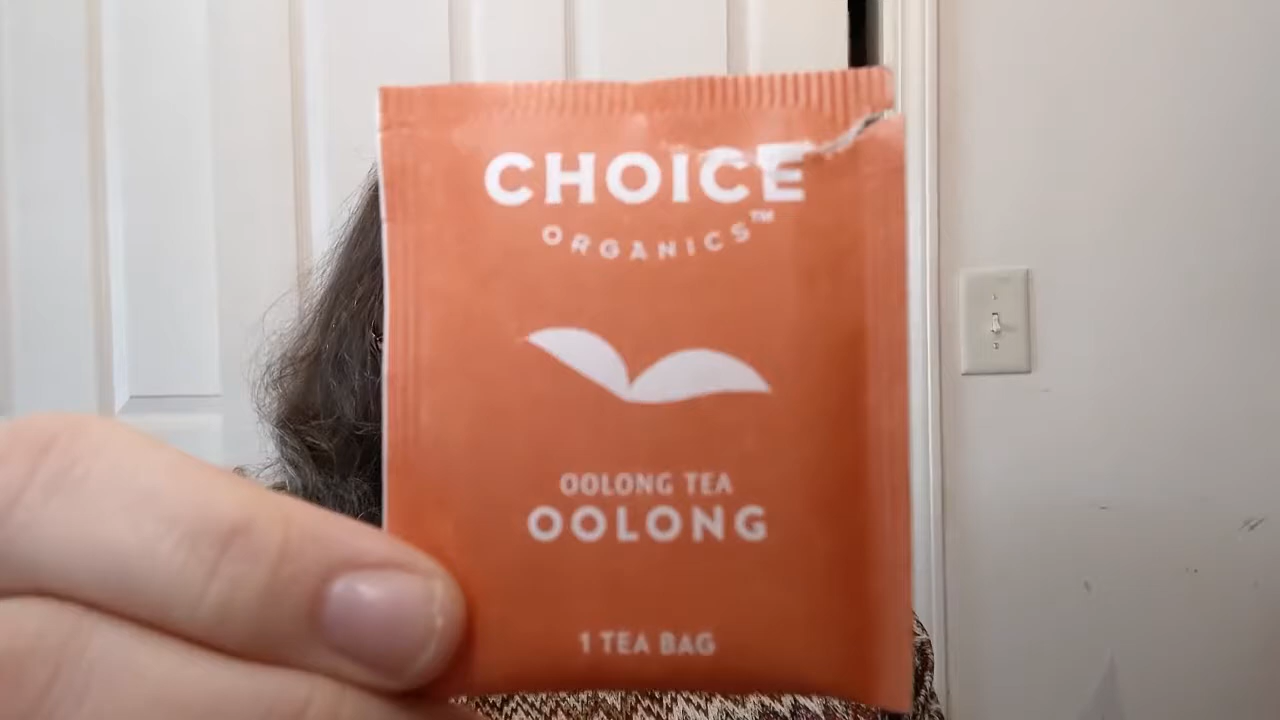 CHOICE
ORGANICS™
OOLONG TEA
OOLONG
1 TEA BAG